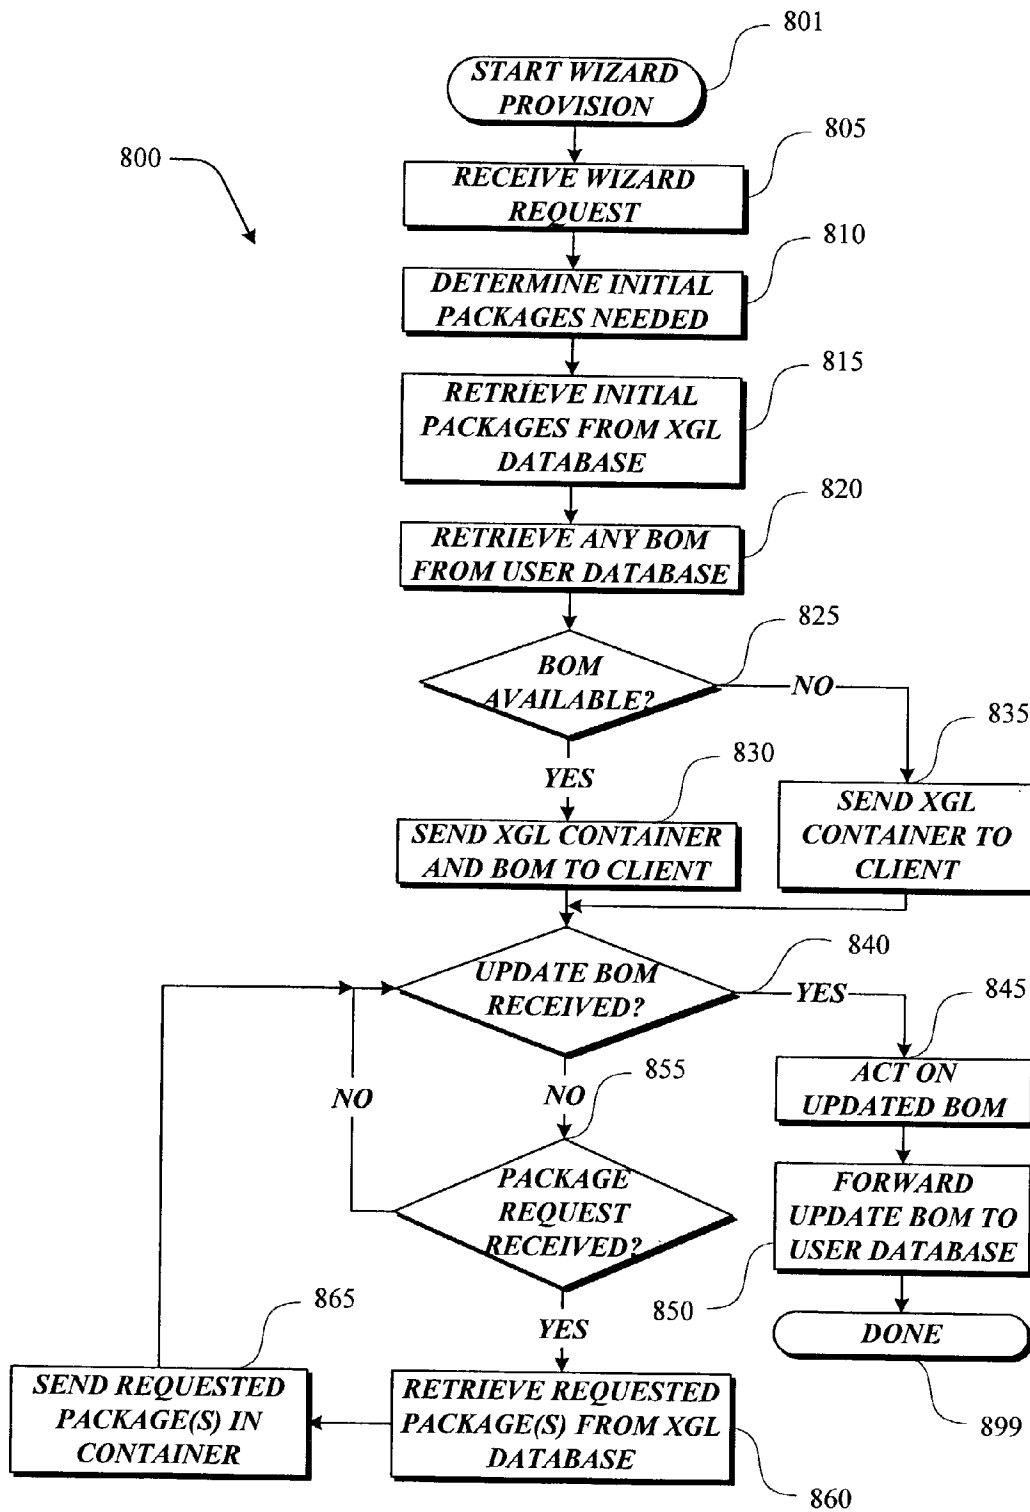 801
START WIZARD
PROVISION
805
800
RECEIVE WIZARD
REQUEST
810
DETERMINE INITIAL
PACKAGES NEEDED
815
RETRIEVE INITIAL
PACKAGES FROM XGL
DATABASE
820
RETRIEVE ANY BOM
FROM USER DATABASE
825
BOM
AVAILABLE?
NO
835
YES
830
SEND XGL CONTAINER
AND BOM TO CLIENT
SEND XGL
CONTAINER TO
CLIENT
840
UPDATE BOM
RECEIVED?
YES
845
ACT ON
UPDATED BOM
NO
855
NO
PACKAGE
REQUEST
RECEIVED?
FORWARD
UPDATE BOM TO
USER DATABASE
850
YES
DONE
899
865
SEND REQUESTED
PACKAGE(S) IN
CONTAINER
RETRIEVE REQUESTED
PACKAGE(S) FROM XGL
DATABASE
860